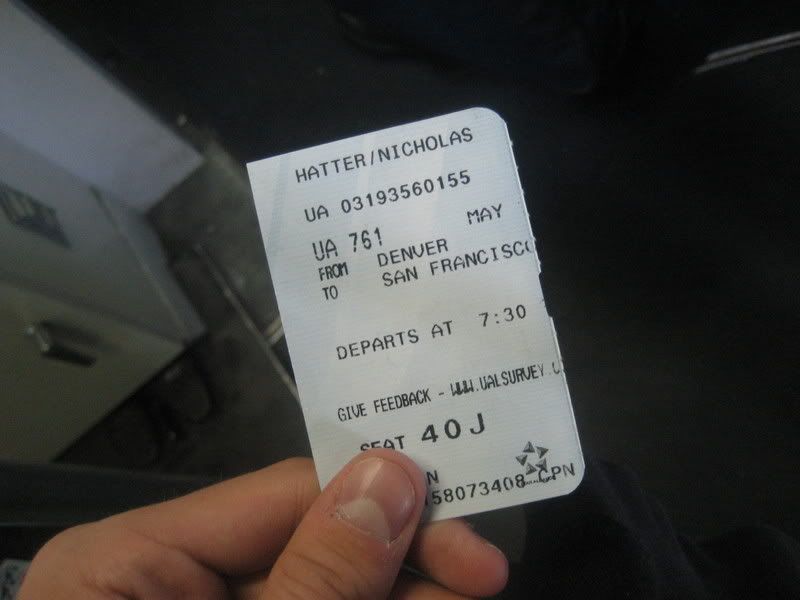 HATTER/NICHOLAS
UA 03193560155
UA 761 MAY
FROM DENVER
TO SAN FRANCISCO
DEPARTS AT 7:30
GIVE FEEDBACK - WWW.UALSURVEY.
SEAT 40J
N
58073408 CPN